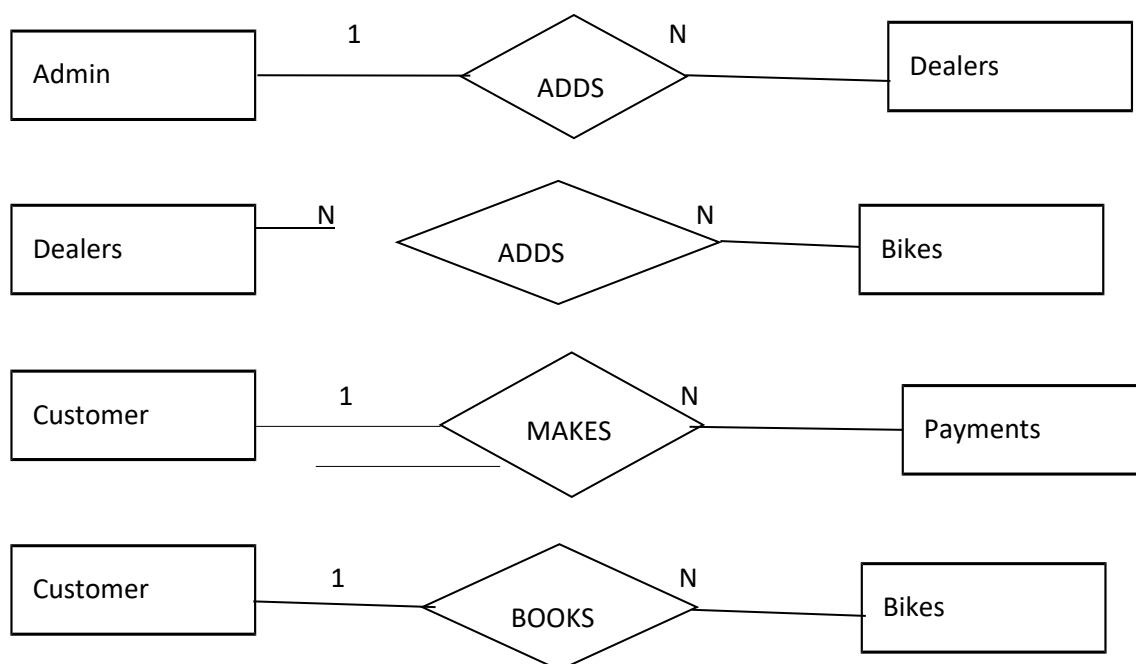 Admin 1 ADDS N Dealers
Dealers N ADDS N Bikes
Customer 1 MAKES N Payments
Customer 1 BOOKS N Bikes